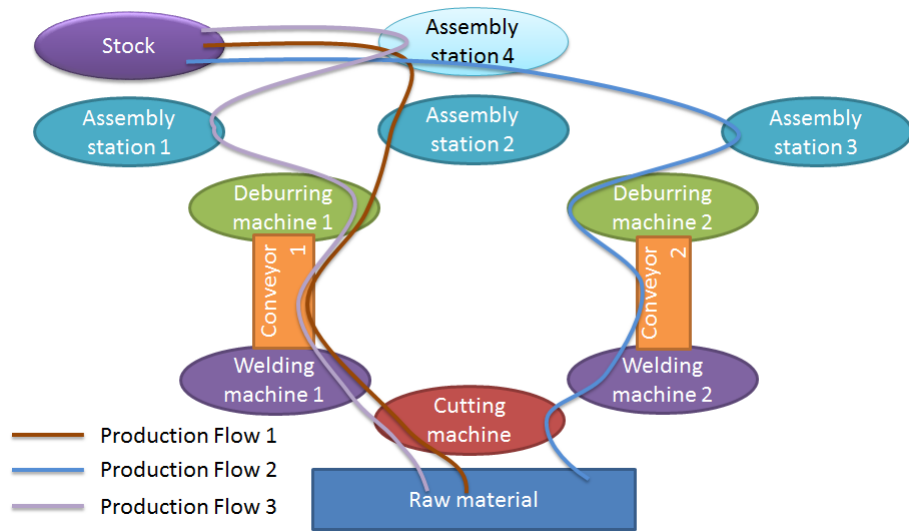 Stock
Assembly
station 4
Assembly
station 1
Assembly
station 2
Assembly
station 3
Deburring
machine 1
Deburring
machine 2
Conveyor
1
Conveyor
2
Welding
machine 1
Welding
machine 2
Cutting
machine
Production Flow 1
Production Flow 2
Production Flow 3
Raw material